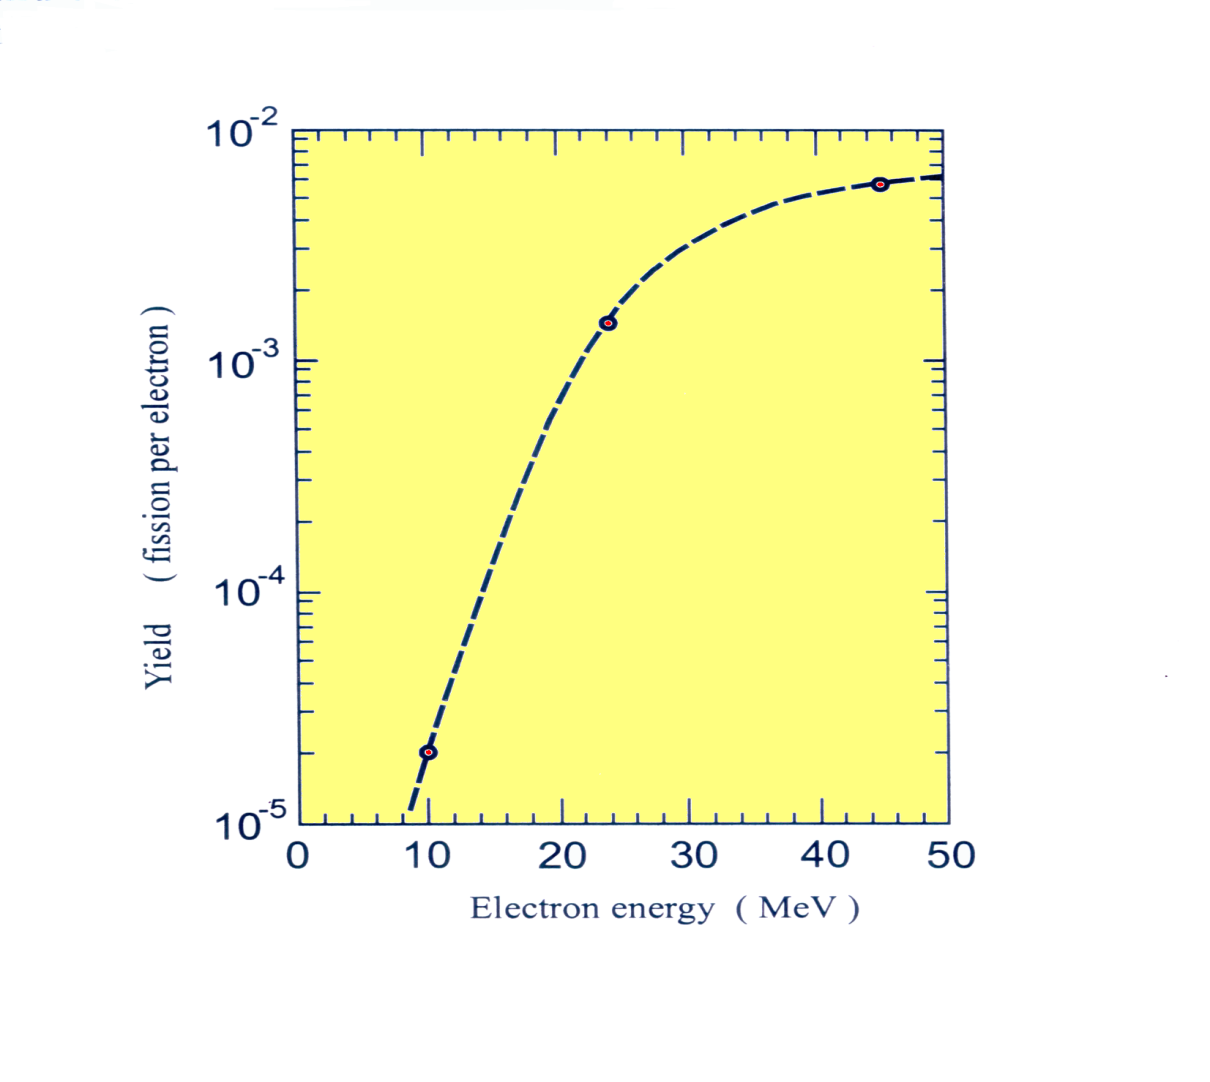 10-2
10-3
10-4
10-5
Yield ( fission per electron )
0 10 20 30 40 50
Electron energy ( MeV )